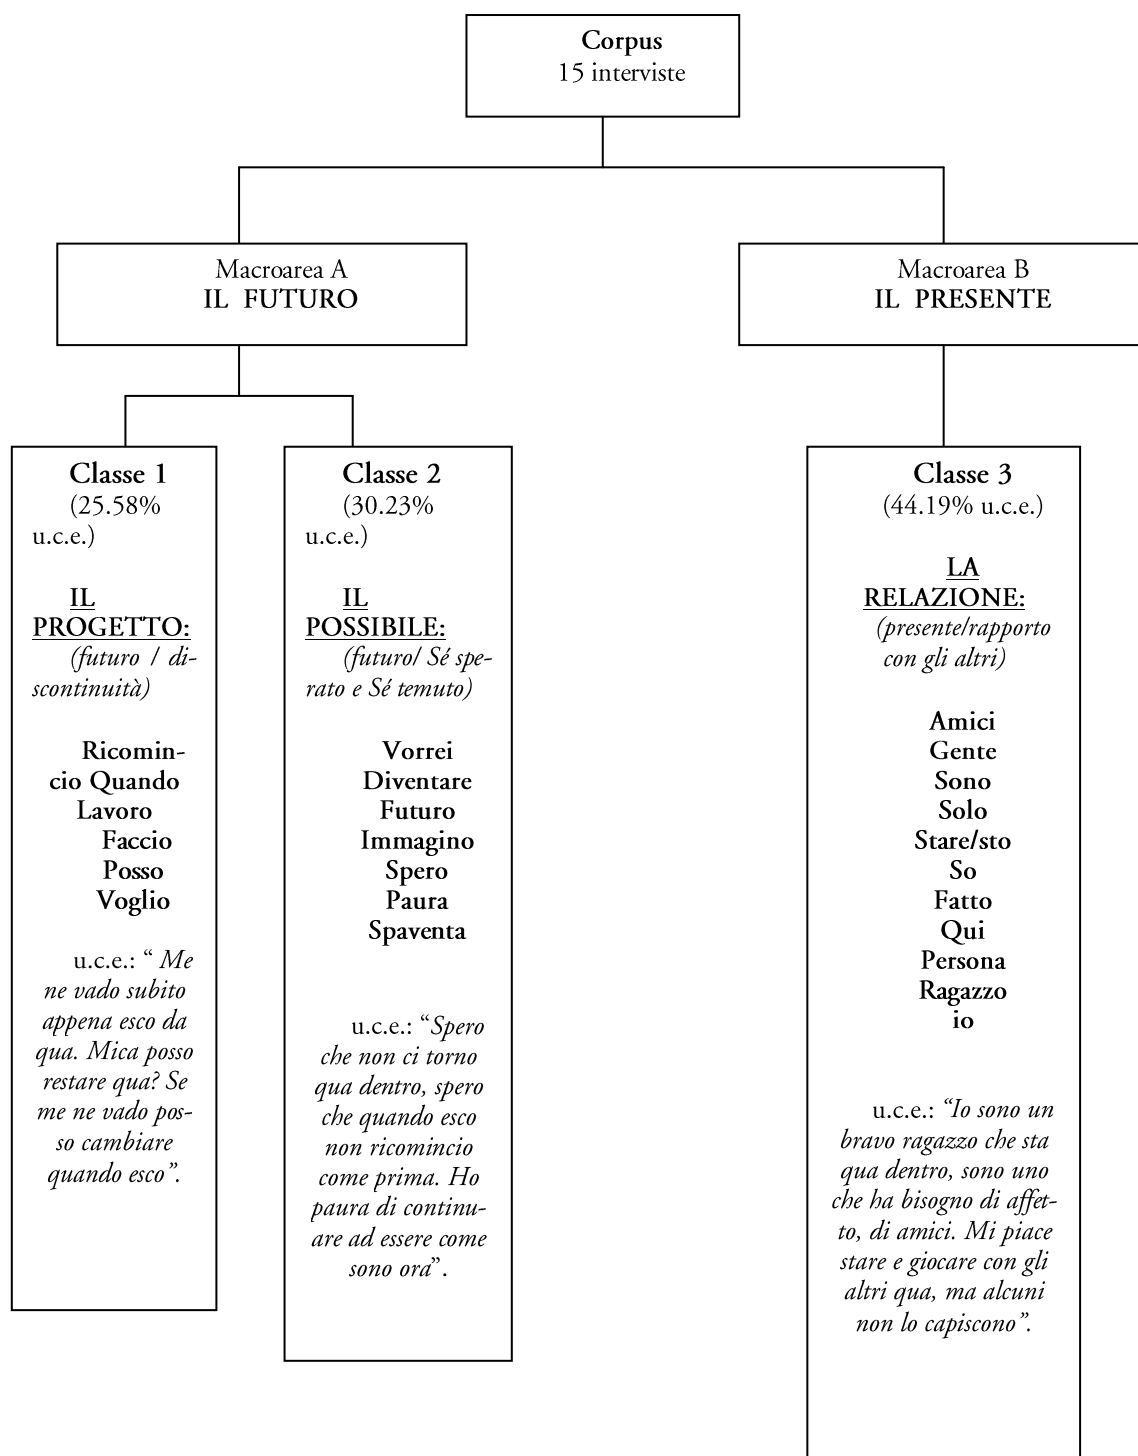 Corpus
15 interviste
Macroarea A
IL FUTURO
Macroarea B
IL PRESENTE
Classe 1
(25.58%
u.c.e.)
IL
PROGETTO:
(futuro / di-
scontinuità)
Ricomin-
cio Quando
Lavoro
Faccio
Posso
Voglio
u.c.e.: “ Me
ne vado subito
appena esco da
qua. Mica posso
restare qua? Se
me ne vado pos-
so cambiare
quando esco”.
Classe 2
(30.23%
u.c.e.)
IL
POSSIBILE:
(futuro/ Sé spe-
rato e Sé temuto)
Vorrei
Diventare
Futuro
Immagino
Spero
Paura
Spaventa
u.c.e.: “Spero
che non ci torno
qua dentro, spero
che quando esco
non ricomincio
come prima. Ho
paura di continu-
are ad essere come
sono ora”.
Classe 3
(44.19% u.c.e.)
LA
RELAZIONE:
(presente/rapporto
con gli altri)
Amici
Gente
Sono
Solo
Stare/sto
So
Fatto
Qui
Persona
Ragazzo
io
u.c.e.: “Io sono un
bravo ragazzo che sta
qua dentro, sono uno
che ha bisogno di affet-
to, di amici. Mi piace
stare e giocare con gli
altri qua, ma alcuni
non lo capiscono”.